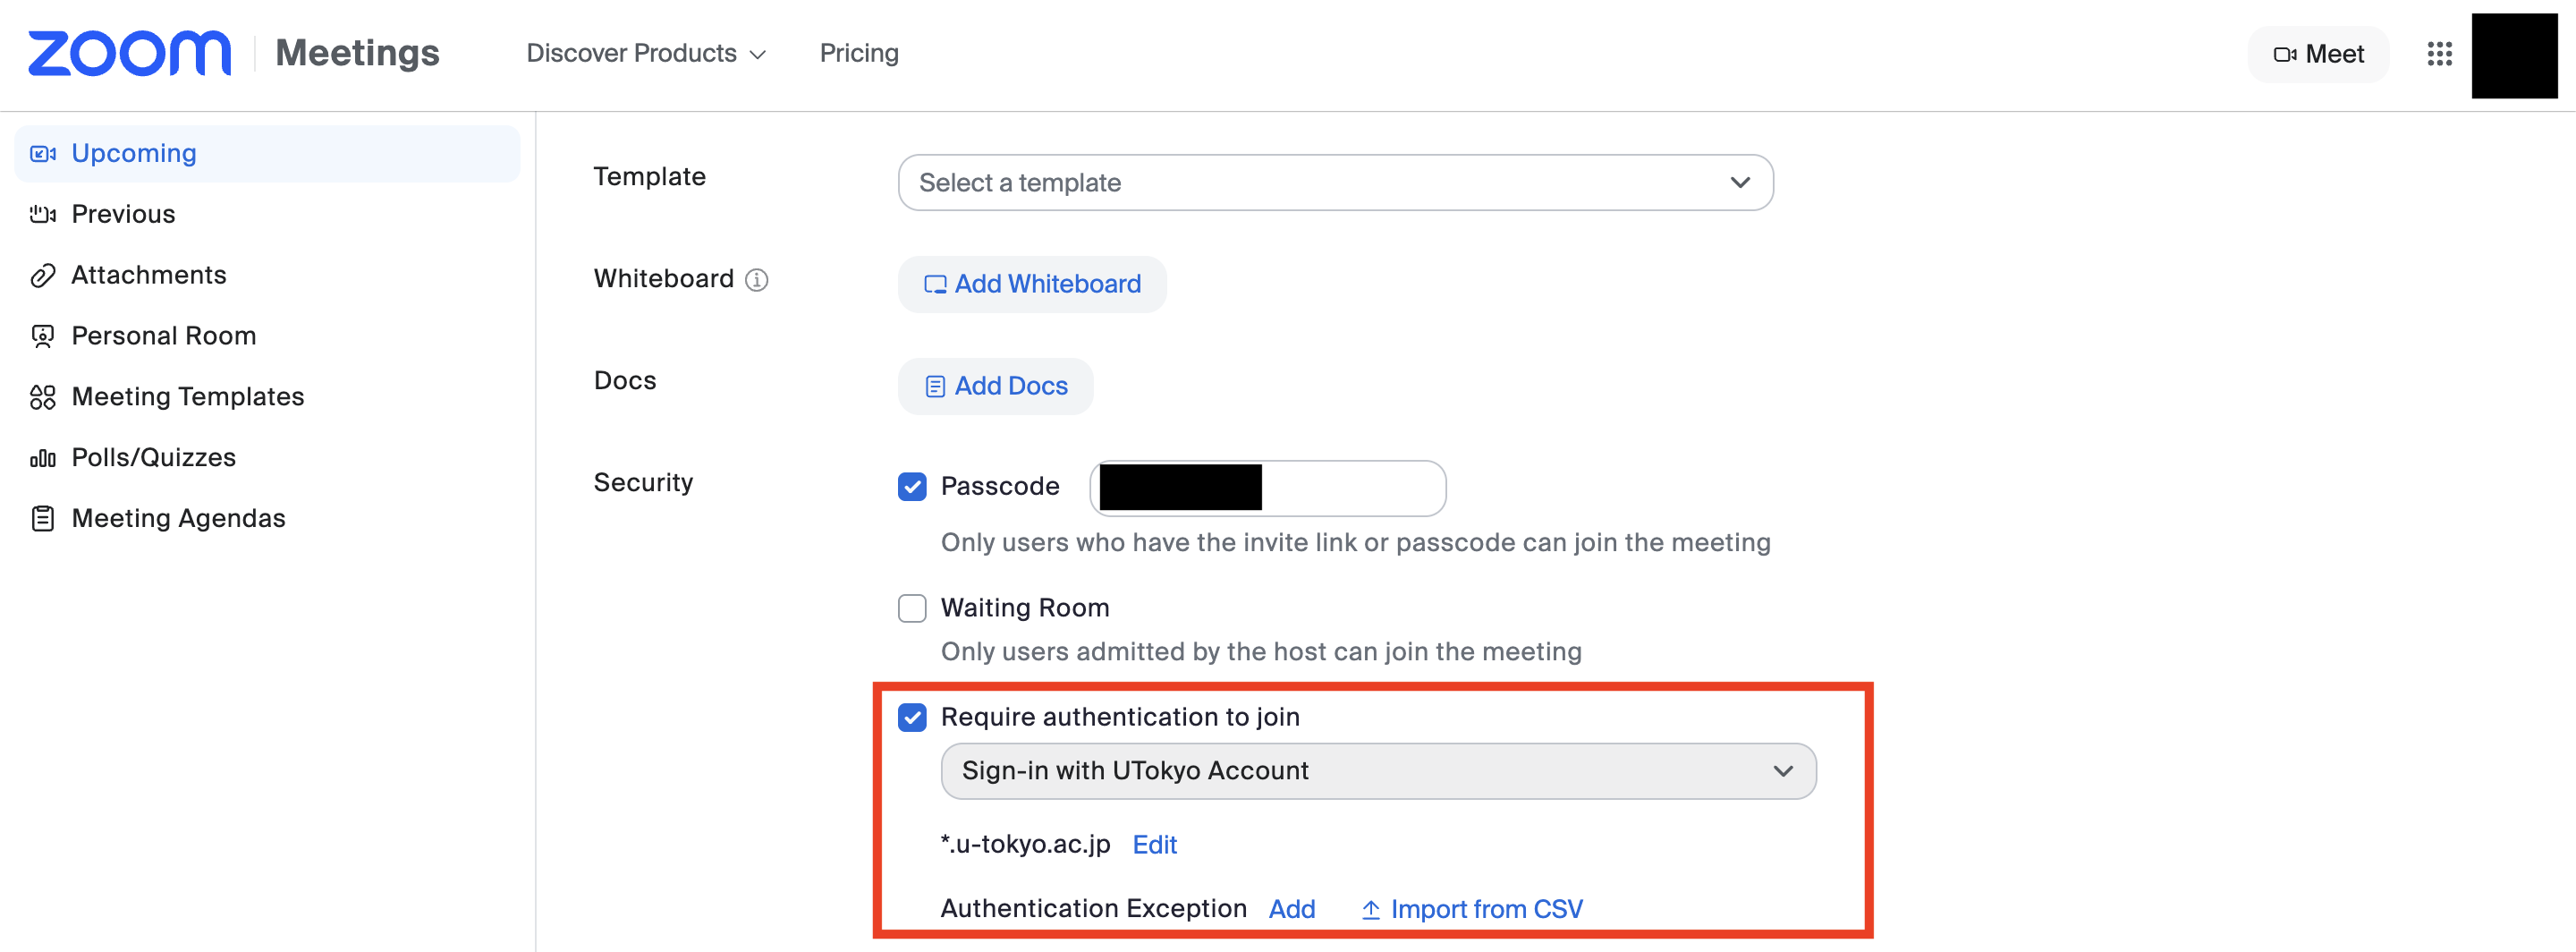 zoom Meetings Discover Products Pricing Meet
Upcoming
Previous
Attachments
Personal Room
Meeting Templates
Polls/Quizzes
Meeting Agendas
Template Select a template
Whiteboard Add Whiteboard
Docs Add Docs
Security Passcode
Only users who have the invite link or passcode can join the meeting
Waiting Room
Only users admitted by the host can join the meeting
Require authentication to join
Sign-in with UTokyo Account
*.u-tokyo.ac.jp Edit
Authentication Exception Add Import from CSV